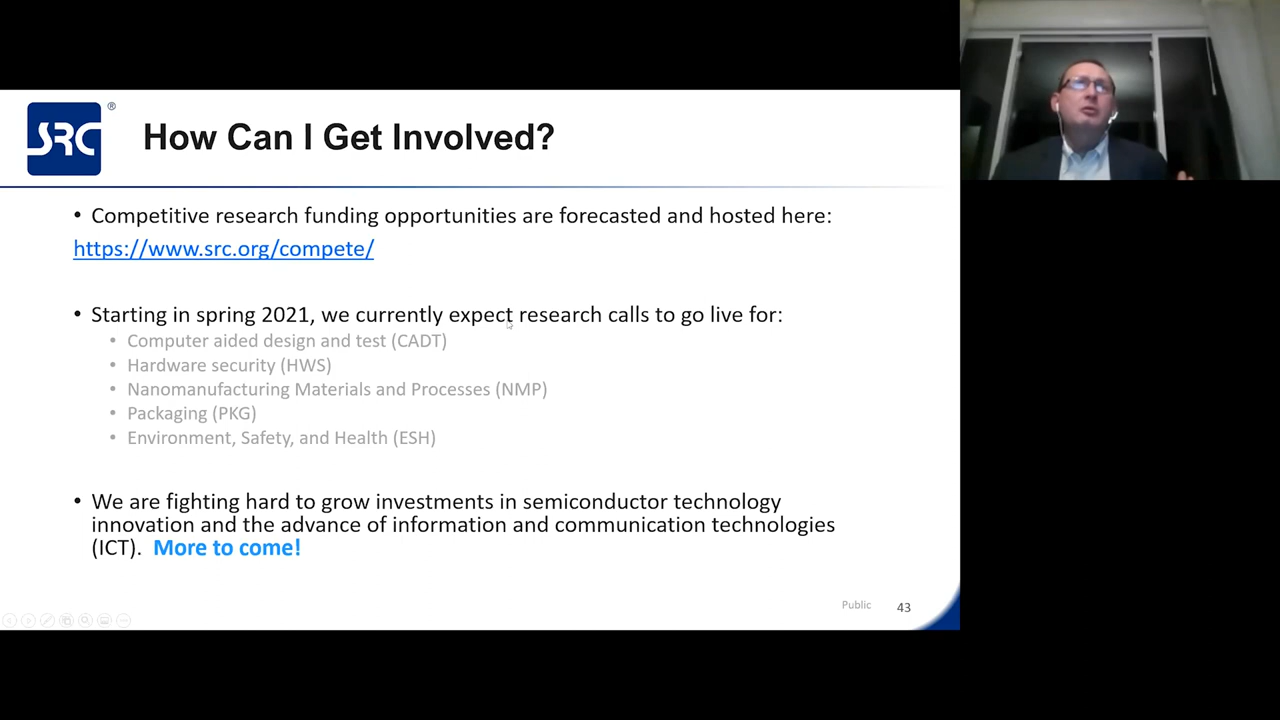 SRC®
How Can I Get Involved?
• Competitive research funding opportunities are forecasted and hosted here:
https://www.src.org/compete/
• Starting in spring 2021, we currently expect research calls to go live for:
• Computer aided design and test (CADT)
• Hardware security (HWS)
• Nanomanufacturing Materials and Processes (NMP)
• Packaging (PKG)
• Environment, Safety, and Health (ESH)
• We are fighting hard to grow investments in semiconductor technology
innovation and the advance of information and communication technologies
(ICT). More to come!
Public 43